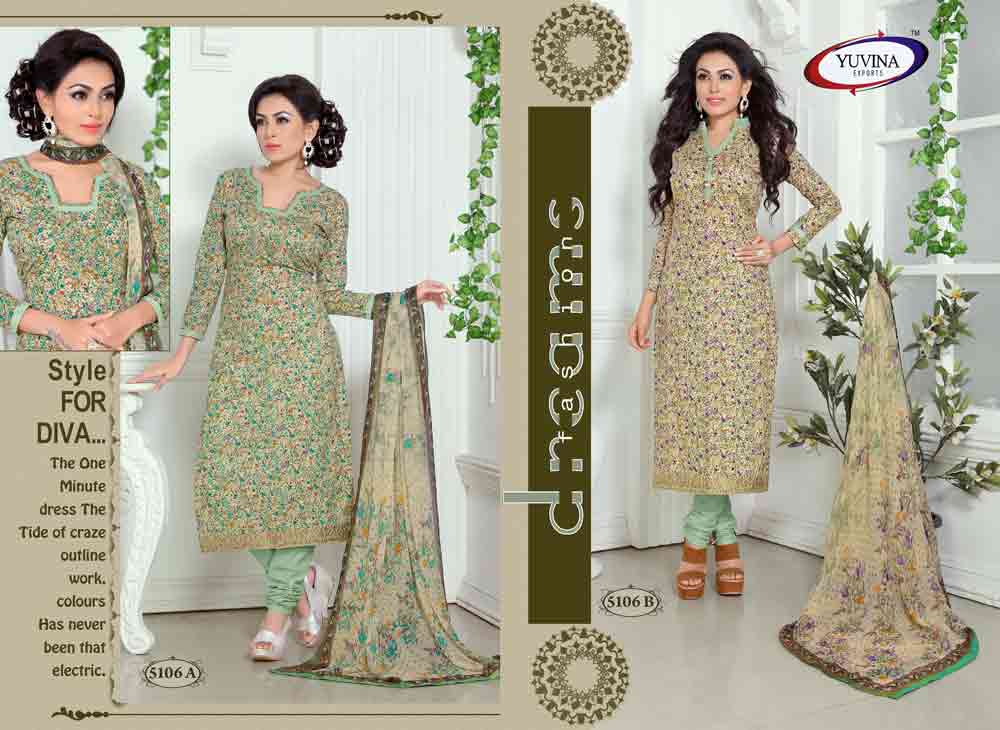 Style
FOR
DIVA...
The One
Minute
dress The
Tide of craze
outline
work.
colours
Has never
been that
electric.
5106 A
dreams
fashion
YUVINA
EXPORTS
TM
5106 B